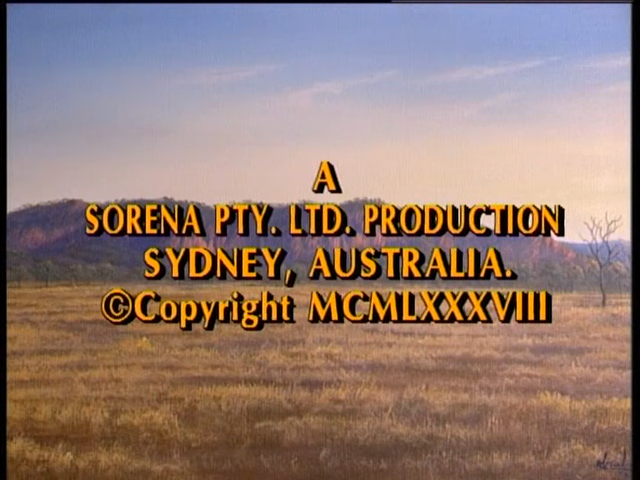 A
SORENA PTY. LTD. PRODUCTION
SYDNEY, AUSTRALIA.
©Copyright MCMLXXXVIII